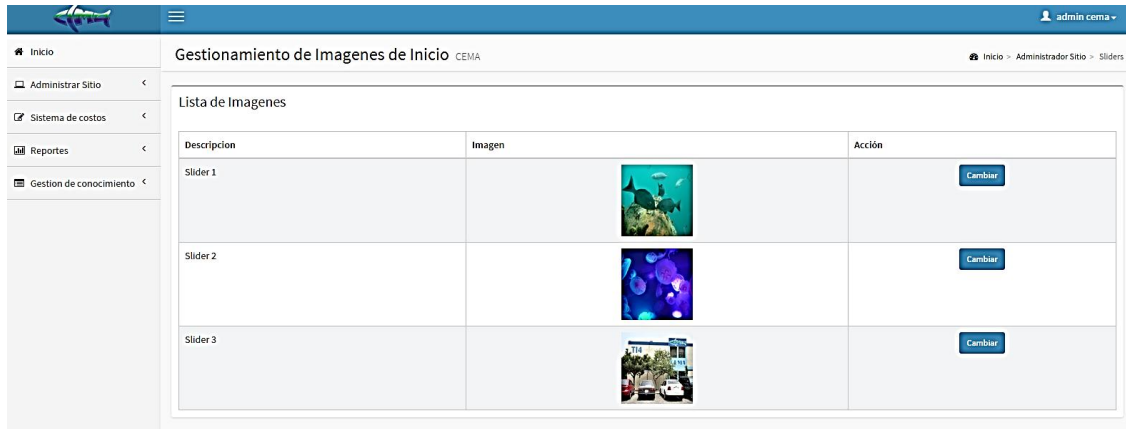 admin cema
Inicio
Administrar Sitio
Sistema de costos
Reportes
Gestion de conocimiento
Gestionamiento de Imagenes de Inicio CEMA
Inicio > Administrador Sitio > Sliders
Lista de Imagenes
Descripcion Imagen Acción
Slider 1 Cambiar
Slider 2 Cambiar
Slider 3 T14 Cambiar